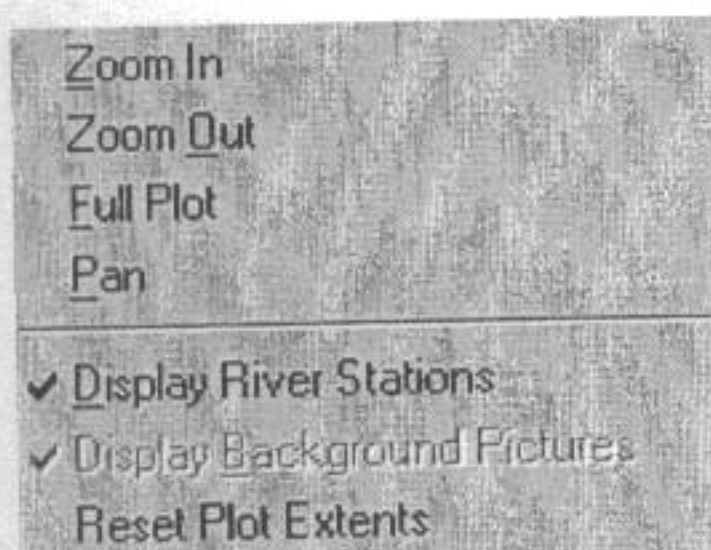 Zoom In
Zoom Out
Full Plot
Pan
Display River Stations
Display Background Pictures
Reset Plot Extents